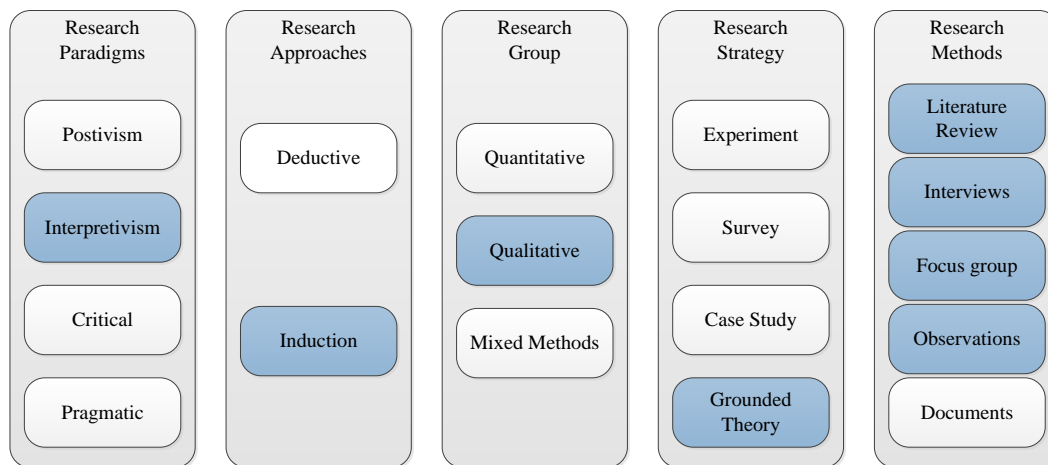 Research
Paradigms
Postivism
Interpretivism
Critical
Pragmatic
Research
Approaches
Deductive
Induction
Research
Group
Quantitative
Qualitative
Mixed Methods
Research
Strategy
Experiment
Survey
Case Study
Grounded
Theory
Research
Methods
Literature
Review
Interviews
Focus group
Observations
Documents